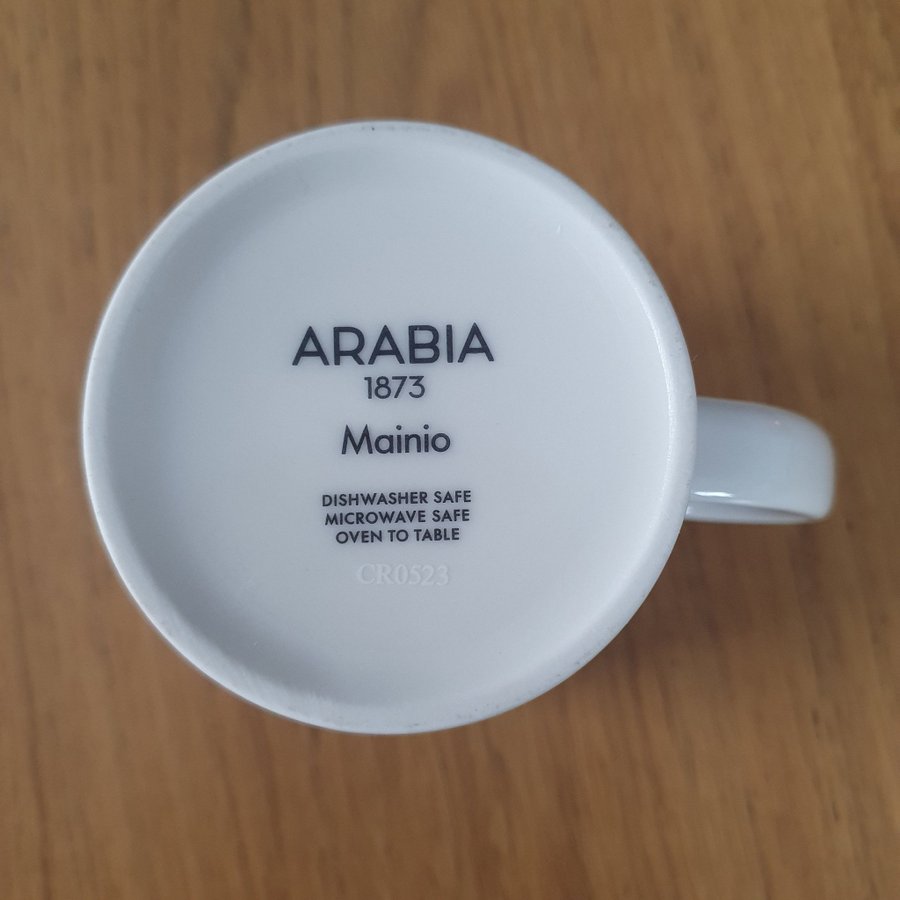 ARABIA
1873
Mainio
DISHWASHER SAFE
MICROWAVE SAFE
OVEN TO TABLE
CR0523